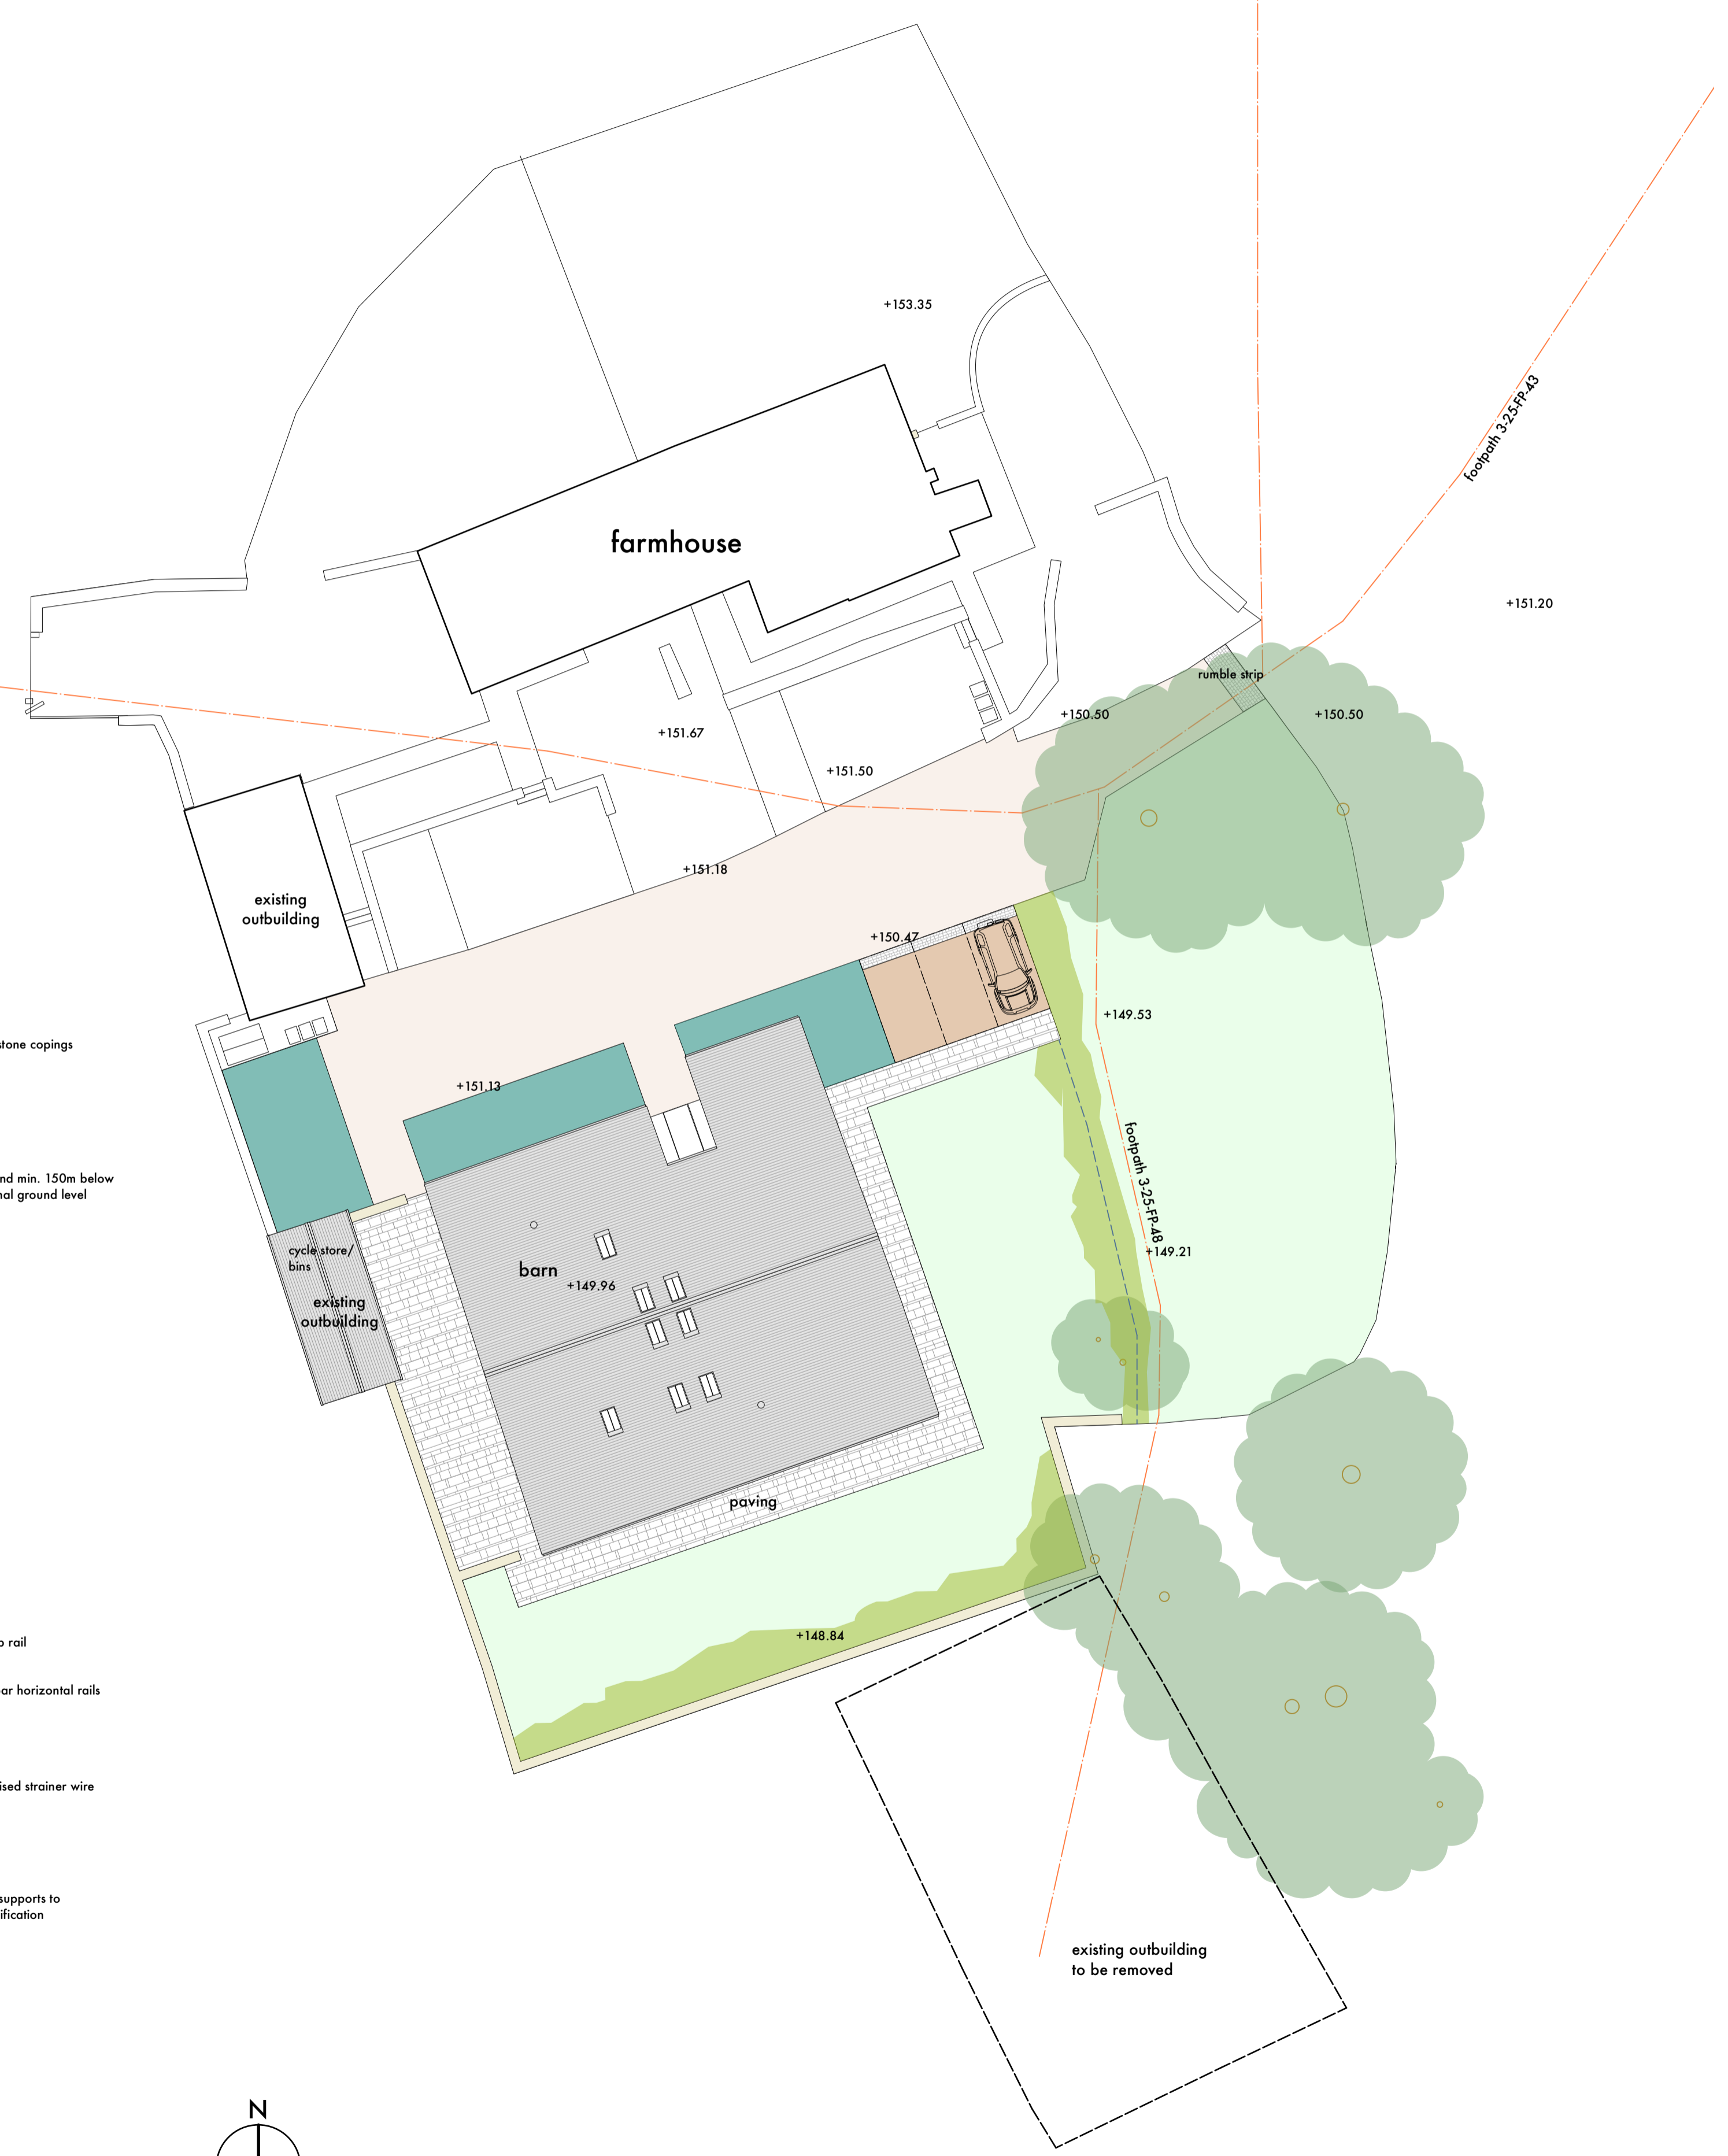 +153.35
footpath 3-25-FP-43
farmhouse
+151.20
rumble strip
+150.50
+150.50
+151.67
+151.50
+151.18
existing
outbuilding
+150.47
+149.53
stone copings
+151.13
nd min. 150m below
nal ground level
footpath 3-25-FP-48
+149.21
cycle store/
bins
barn
+149.96
existing
outbuilding
paving
+148.84
p rail
ar horizontal rails
ised strainer wire
supports to
ification
existing outbuilding
to be removed
N